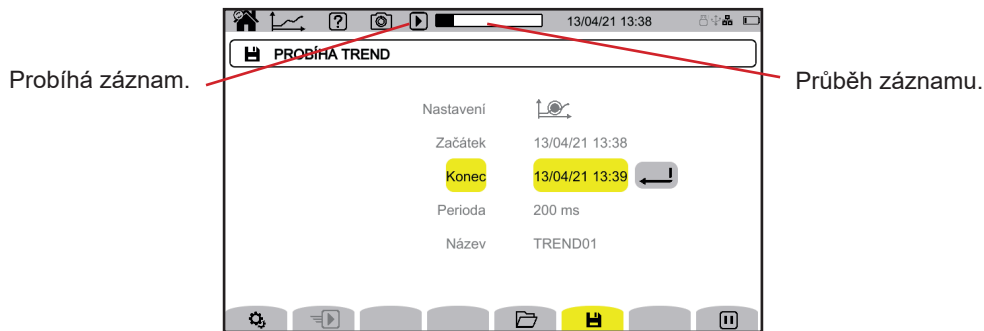 13/04/21 13:38
PROBÍHA TREND
Probíhá záznam.
Průběh záznamu.
Nastavení
Začátek 13/04/21 13:38
Konec 13/04/21 13:39
Perioda 200 ms
Název TREND01